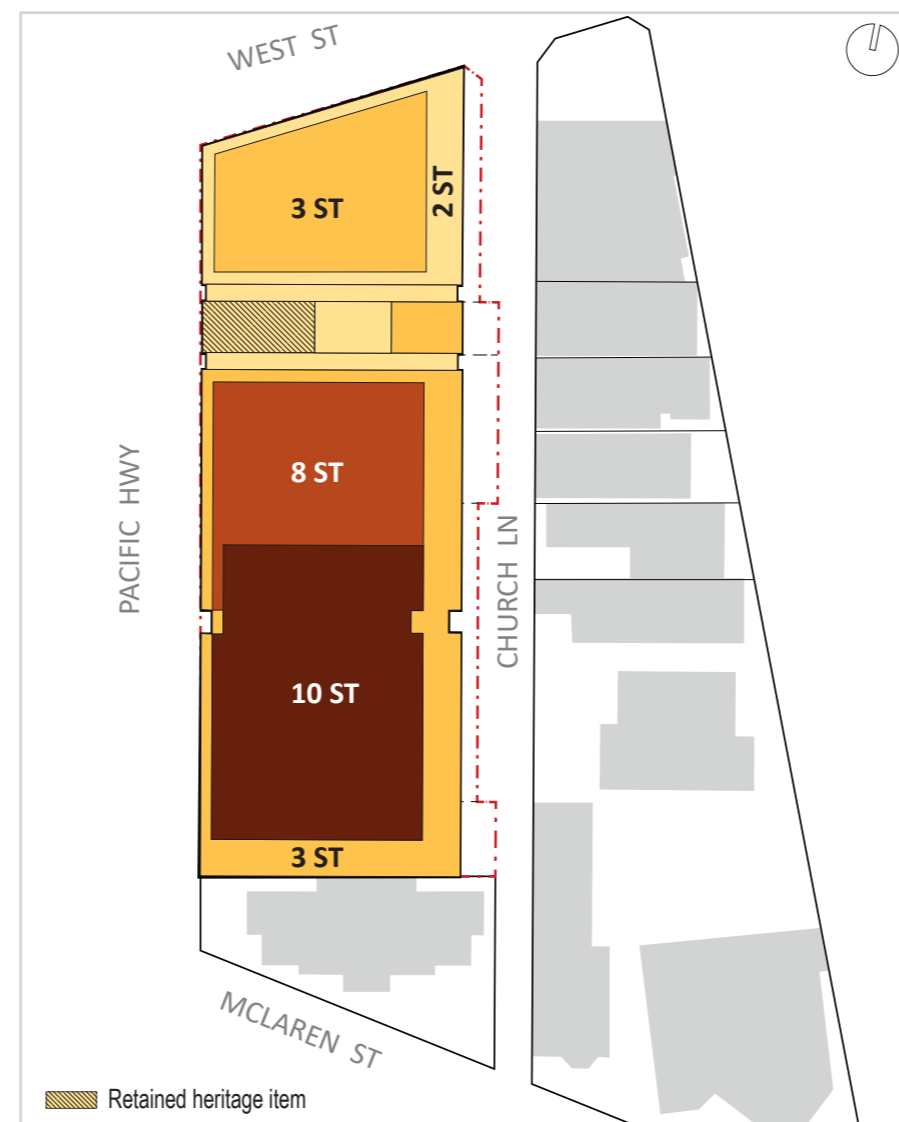 WEST ST
3 ST
2 ST
8 ST
PACIFIC HWY
CHURCH LN
10 ST
3 ST
MCLAREN ST
Retained heritage item